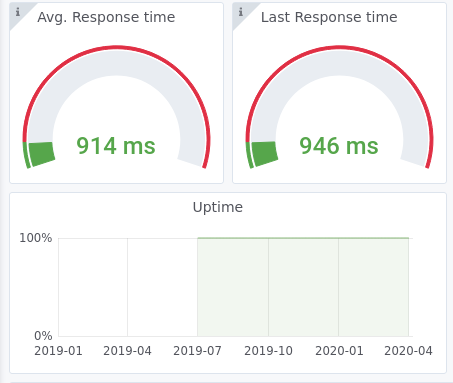 Avg. Response time
Last Response time
914 ms
946 ms
Uptime
100%
0%
2019-01 2019-04 2019-07 2019-10 2020-01 2020-04